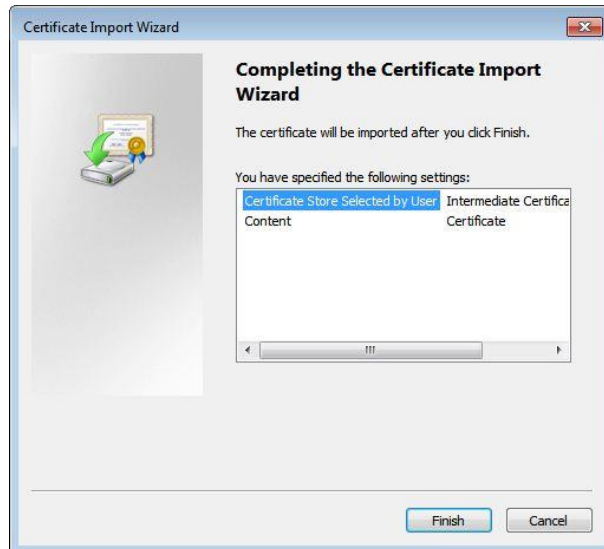 Certificate Import Wizard
Completing the Certificate Import
Wizard
The certificate will be imported after you click Finish.
You have specified the following settings:
Certificate Store Selected by User Intermediate Certifica
Content Certificate
Finish Cancel